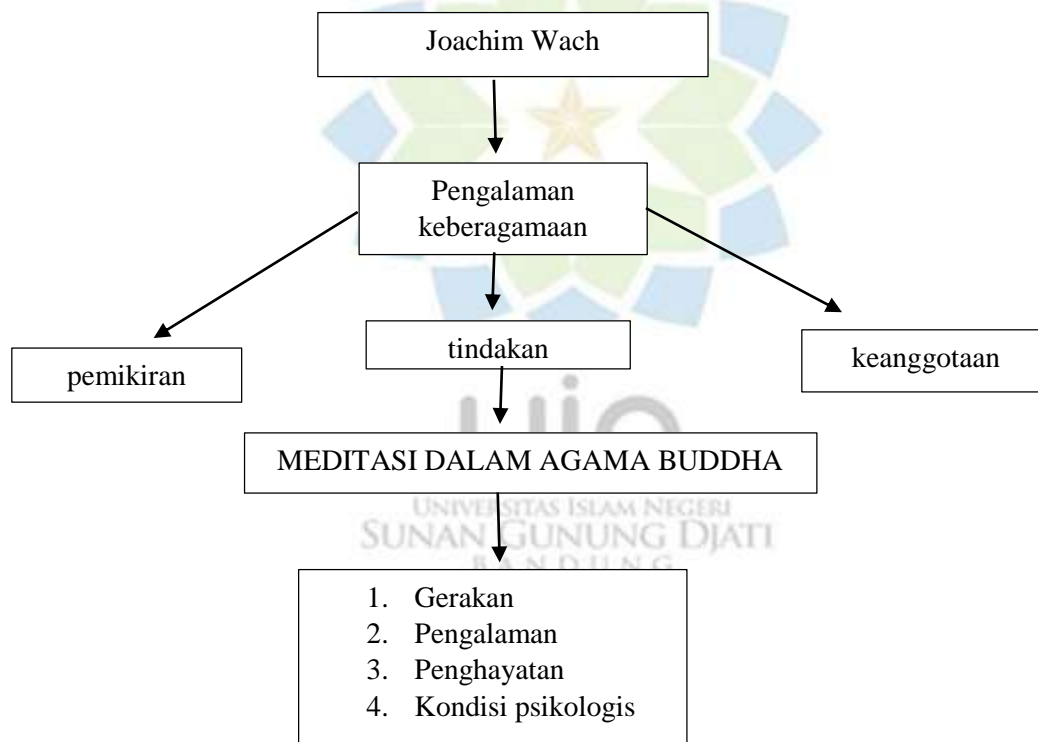 Joachim Wach
Pengalaman
keberagamaan
pemikiran
tindakan
keanggotaan
MEDITASI DALAM AGAMA BUDDHA
uin
UNIVERSITAS ISLAM NEGERI
SUNAN GUNUNG DJATI
BANDUNG
1. Gerakan
2. Pengalaman
3. Penghayatan
4. Kondisi psikologis